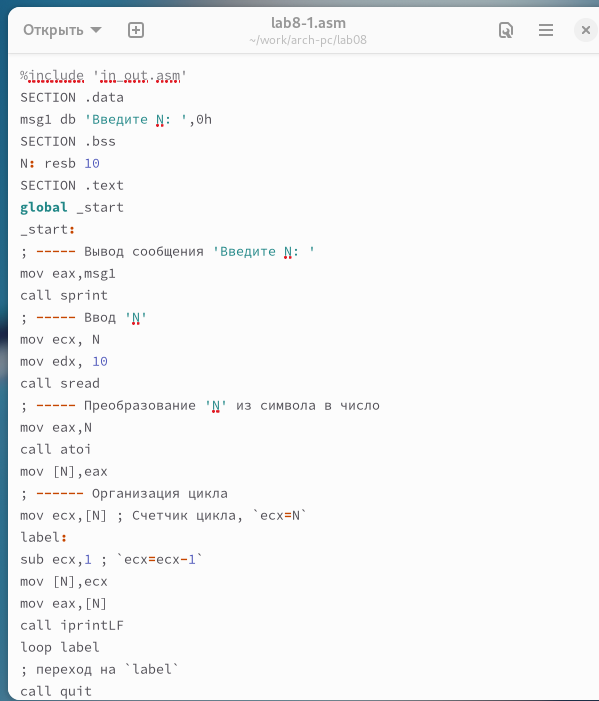 Открыть
lab8-1.asm
~/work/arch-pc/lab08
%include 'in_out.asm'
SECTION .data
msg1 db 'Введите N: ',0h
SECTION .bss
N: resb 10
SECTION .text
global _start
_start:
; ----- Вывод сообщения 'Введите N: '
mov eax,msg1
call sprint
; ----- Ввод 'N'
mov ecx, N
mov edx, 10
call sread
; ----- Преобразование 'N' из символа в число
mov eax,N
call atoi
mov [N],eax
; ------ Организация цикла
mov ecx,[N] ; Счетчик цикла, `ecx=N`
label:
sub ecx,1 ; `ecx=ecx-1`
mov [N],ecx
mov eax,[N]
call iprintLF
loop label
; переход на `label`
call quit